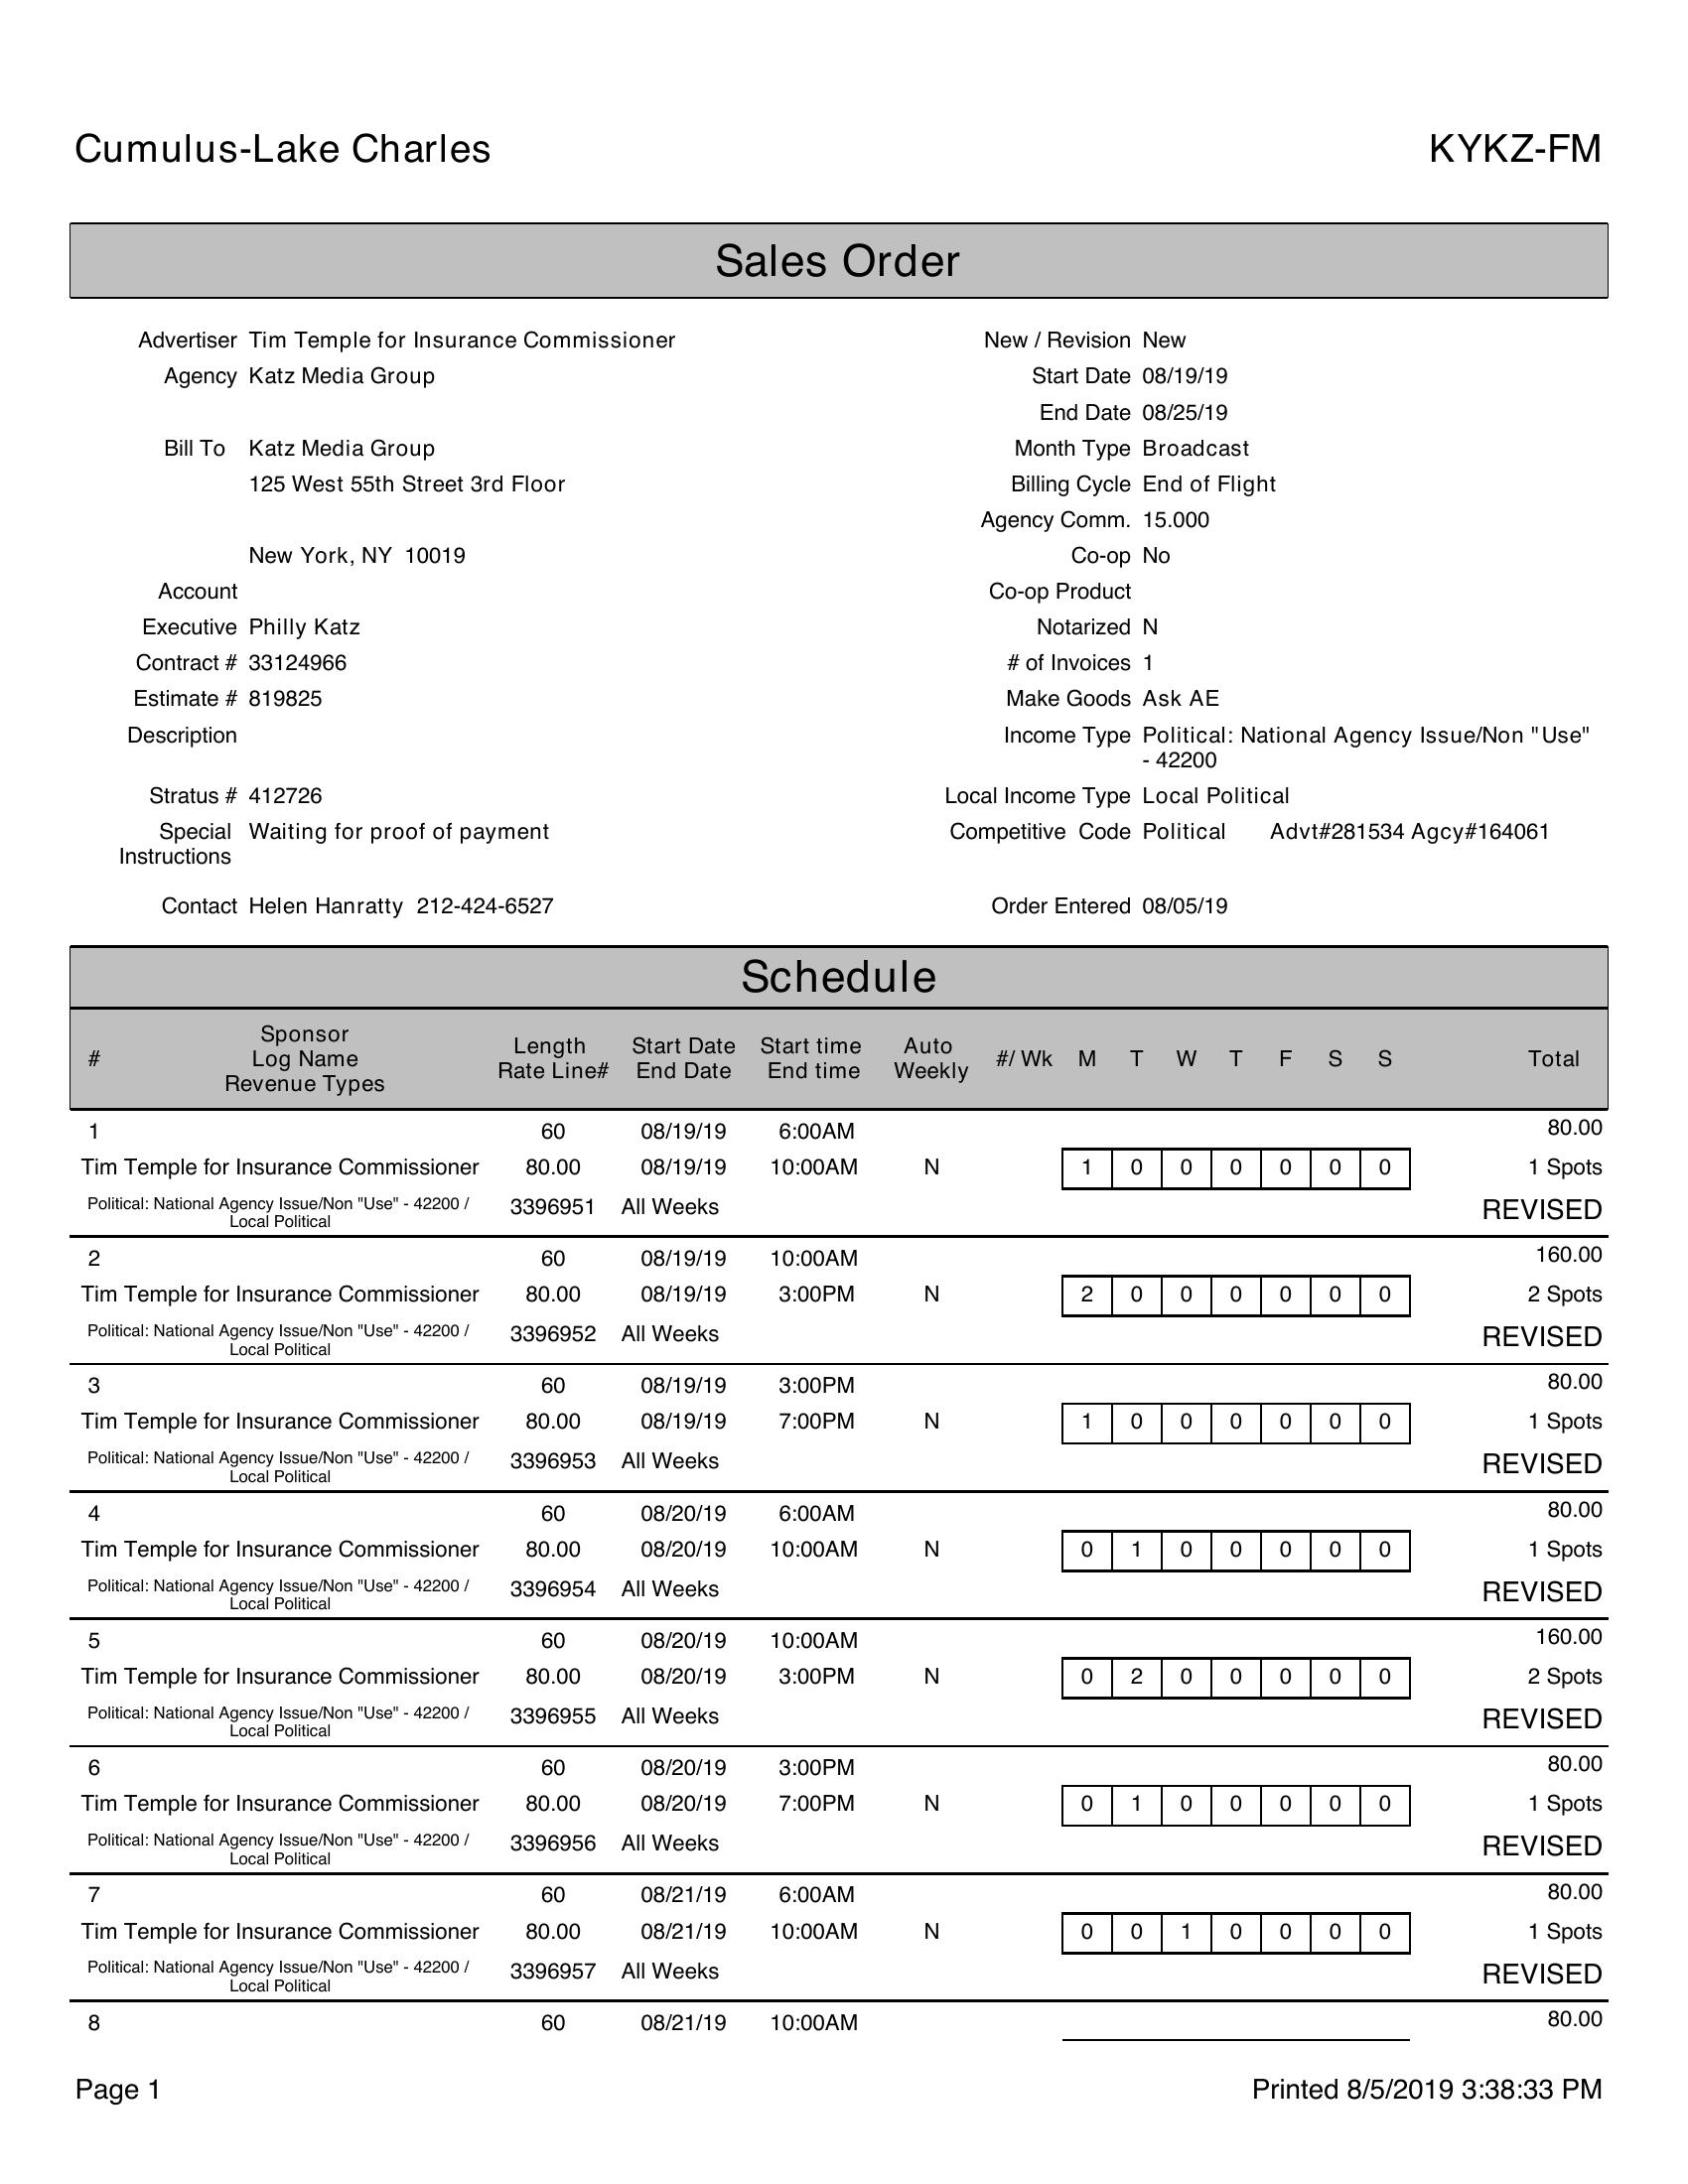 Cumulus-Lake Charles KYKZ-FM
Sales Order
Advertiser Tim Temple for Insurance Commissioner New / Revision New
Agency Katz Media Group Start Date 08/19/19
End Date 08/25/19
Bill To Katz Media Group Month Type Broadcast
125 West 55th Street 3rd Floor Billing Cycle End of Flight
Agency Comm. 15.000
New York, NY 10019 Co-op No
Account Co-op Product
Executive Philly Katz Notarized N
Contract # 33124966 # of Invoices 1
Estimate # 819825 Make Goods Ask AE
Description Income Type Political: National Agency Issue/Non "Use"
- 42200
Stratus # 412726 Local Income Type Local Political
Special Waiting for proof of payment Competitive Code Political Advt#281534 Agcy#164061
Instructions
Contact Helen Hanratty 212-424-6527 Order Entered 08/05/19
Schedule
Sponsor
Length Start Date Start time Auto
# Log Name #/ Wk M T W T F S S Total
Rate Line# End Date End time Weekly
Revenue Types
1 60 08/19/19 6:00AM 80.00
Tim Temple for Insurance Commissioner 80.00 08/19/19 10:00AM N 1 0 0 0 0 0 0 1 Spots
Political: National Agency Issue/Non "Use" - 42200 / 3396951 All Weeks REVISED
Local Political
2 60 08/19/19 10:00AM 160.00
Tim Temple for Insurance Commissioner 80.00 08/19/19 3:00PM N 2 0 0 0 0 0 0 2 Spots
Political: National Agency Issue/Non "Use" - 42200 / 3396952 All Weeks REVISED
Local Political
3 60 08/19/19 3:00PM 80.00
Tim Temple for Insurance Commissioner 80.00 08/19/19 7:00PM N 1 0 0 0 0 0 0 1 Spots
Political: National Agency Issue/Non "Use" - 42200 / 3396953 All Weeks REVISED
Local Political
4 60 08/20/19 6:00AM 80.00
Tim Temple for Insurance Commissioner 80.00 08/20/19 10:00AM N 0 1 0 0 0 0 0 1 Spots
Political: National Agency Issue/Non "Use" - 42200 / 3396954 All Weeks REVISED
Local Political
5 60 08/20/19 10:00AM 160.00
Tim Temple for Insurance Commissioner 80.00 08/20/19 3:00PM N 0 2 0 0 0 0 0 2 Spots
Political: National Agency Issue/Non "Use" - 42200 / 3396955 All Weeks REVISED
Local Political
6 60 08/20/19 3:00PM 80.00
Tim Temple for Insurance Commissioner 80.00 08/20/19 7:00PM N 0 1 0 0 0 0 0 1 Spots
Political: National Agency Issue/Non "Use" - 42200 / 3396956 All Weeks REVISED
Local Political
7 60 08/21/19 6:00AM 80.00
Tim Temple for Insurance Commissioner 80.00 08/21/19 10:00AM N 0 0 1 0 0 0 0 1 Spots
Political: National Agency Issue/Non "Use" - 42200 / 3396957 All Weeks REVISED
Local Political
8 60 08/21/19 10:00AM 80.00
Page 1 Printed 8/5/2019 3:38:33 PM